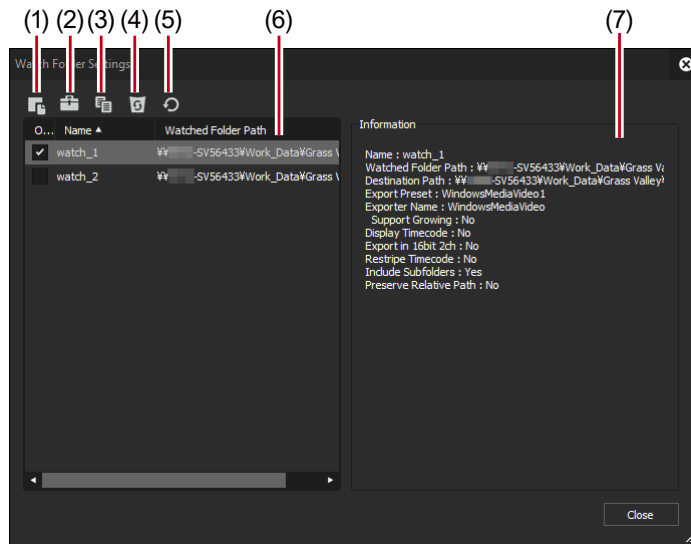 (1) (2) (3) (4) (5) (6) (7)
Watch Folder Settings
O... Name ▲ Watched Folder Path
watch_1 ¥¥ -SV56433¥Work_Data¥Grass V
watch_2 ¥¥ -SV56433¥Work_Data¥Grass V
Information
Name : watch_1
Watched Folder Path : ¥¥ -SV56433¥Work_Data¥Grass Va
Destination Path : ¥¥ -SV56433¥Work_Data¥Grass Valley¥
Export Preset : WindowsMediaVideo1
Exporter Name : WindowsMediaVideo
Support Growing : No
Display Timecode : No
Export in 16bit 2ch : No
Restripe Timecode : No
Include Subfolders : Yes
Preserve Relative Path : No
Close